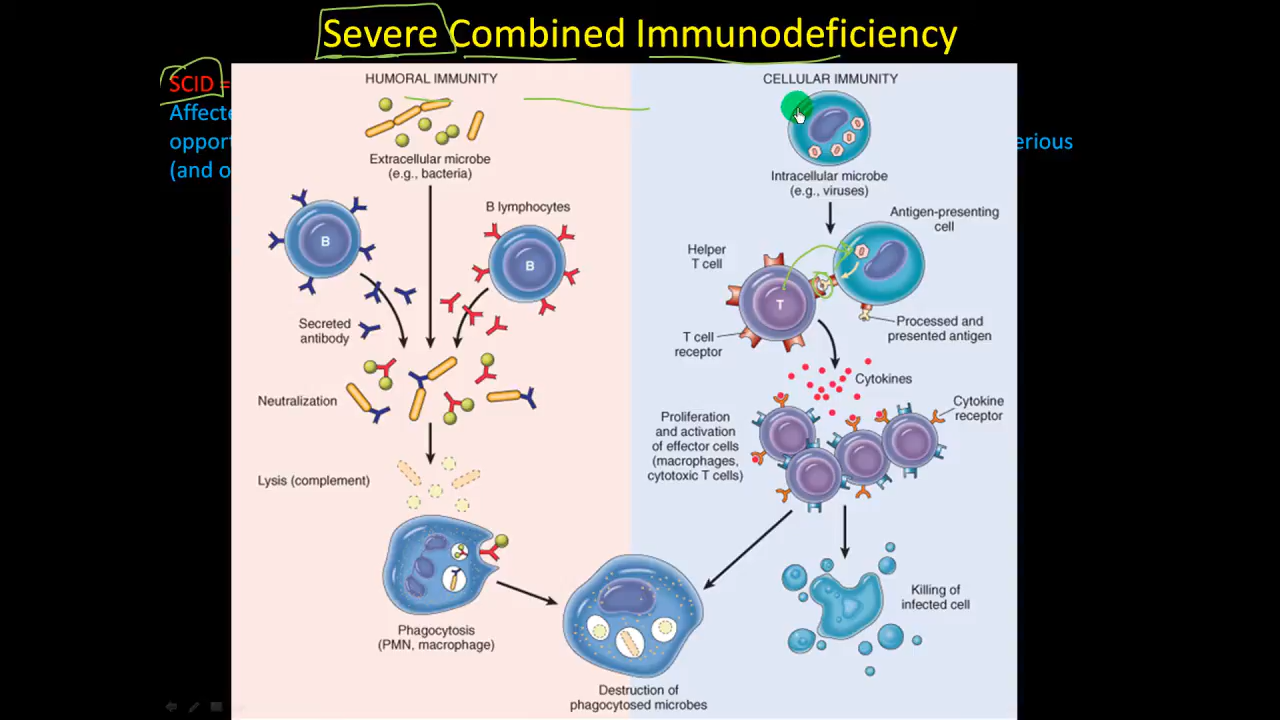 Severe Combined Immunodeficiency
SCID =
Affecte
opport
erious
(and o
HUMORAL IMMUNITY
Extracellular microbe
(e.g., bacteria)
B lymphocytes
B
B
Secreted
antibody
Neutralization
Lysis (complement)
Phagocytosis
(PMN, macrophage)
CELLULAR IMMUNITY
Intracellular microbe
(e.g., viruses)
Antigen-presenting
cell
Helper
T cell
T
T cell
receptor
Processed and
presented antigen
Cytokines
Cytokine
receptor
Proliferation
and activation
of effector cells
(macrophages,
cytotoxic T cells)
Killing of
infected cell
Destruction of
phagocytosed microbes